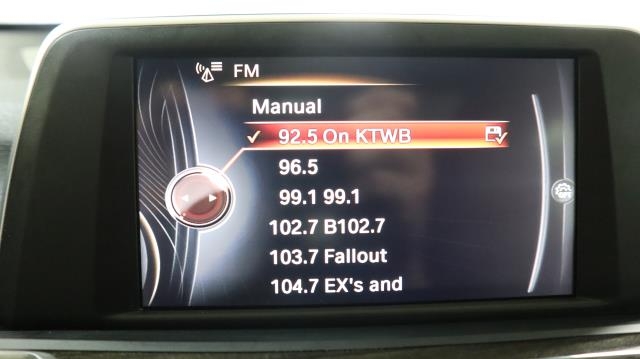 FM
Manual
92.5 On KTWB
96.5
99.1 99.1
102.7 B102.7
103.7 Fallout
104.7 EX's and